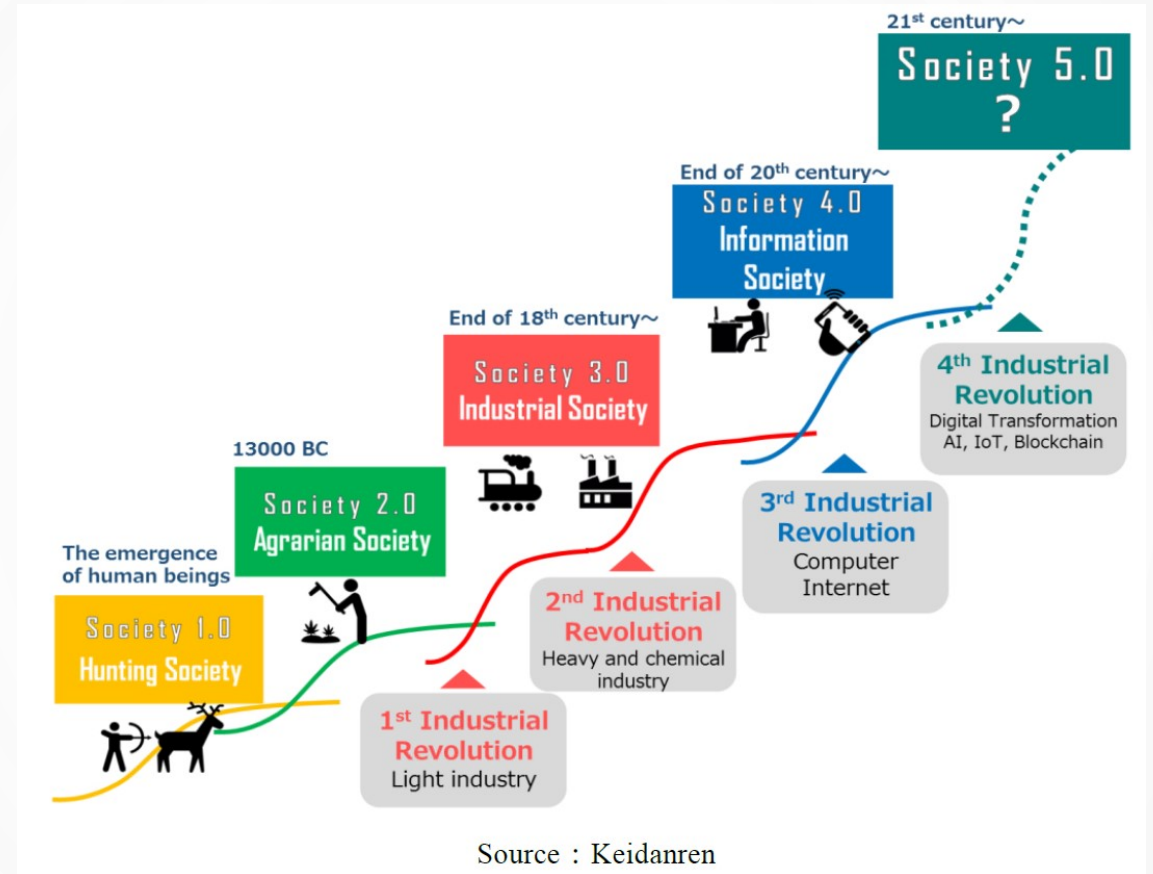 21st century～
Society 5.0
?
End of 20th century～
Society 4.0
Information
Society
End of 18th century～
Society 3.0
Industrial Society
13000 BC
Society 2.0
Agrarian Society
The emergence
of human beings
Society 1.0
Hunting Society
1st Industrial
Revolution
Light industry
2nd Industrial
Revolution
Heavy and chemical
industry
3rd Industrial
Revolution
Computer
Internet
4th Industrial
Revolution
Digital Transformation
AI, IoT, Blockchain
Source：Keidanren